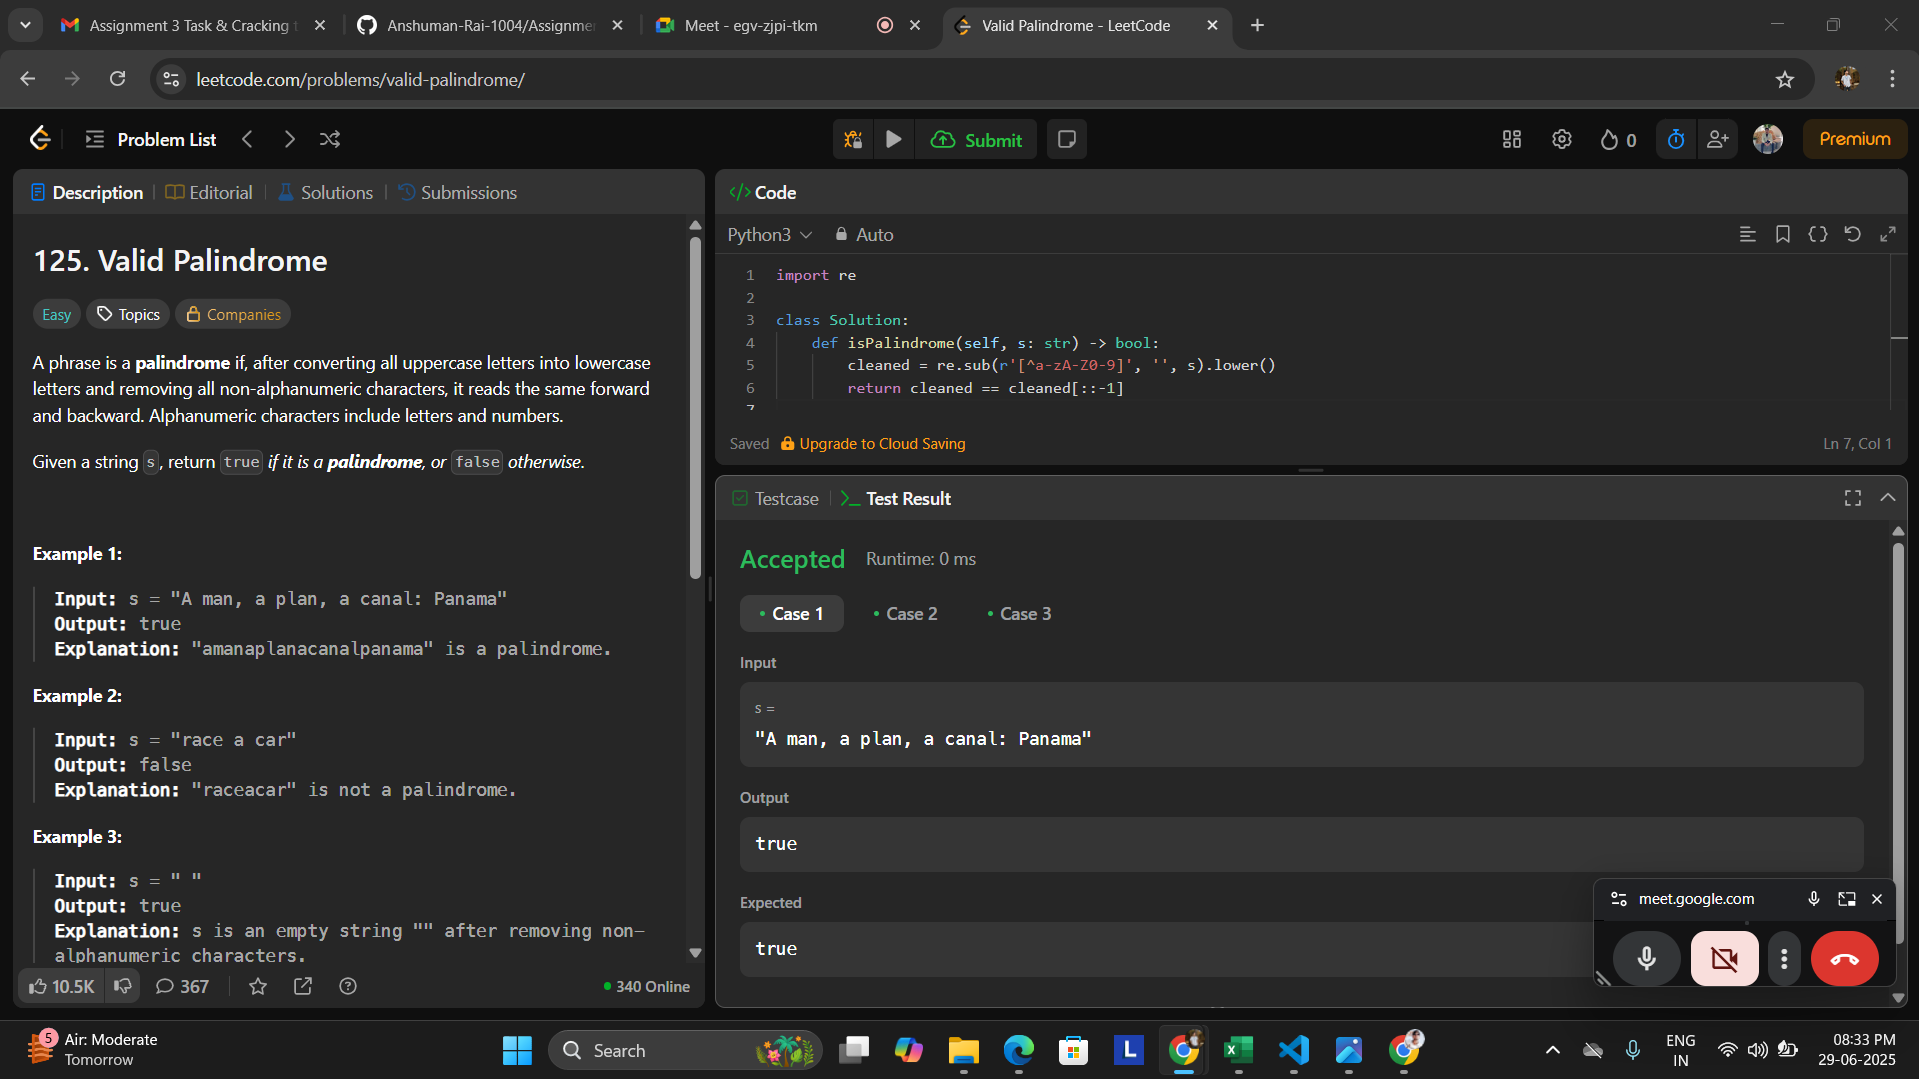 Assignment 3 Task & Cracking t
Anshuman-Rai-1004/Assignme
Meet - egv-zjpi-tkm
Valid Palindrome - LeetCode
leetcode.com/problems/valid-palindrome/
Problem List
Submit
0
Premium
Description
Editorial
Solutions
Submissions
125. Valid Palindrome
Easy
Topics
Companies
A phrase is a palindrome if, after converting all uppercase letters into lowercase
letters and removing all non-alphanumeric characters, it reads the same forward
and backward. Alphanumeric characters include letters and numbers.
Given a string s, return true if it is a palindrome, or false otherwise.
Example 1:
Input: s = "A man, a plan, a canal: Panama"
Output: true
Explanation: "amanaplanacanalpanama" is a palindrome.
Example 2:
Input: s = "race a car"
Output: false
Explanation: "raceacar" is not a palindrome.
Example 3:
Input: s = " "
Output: true
Explanation: s is an empty string "" after removing non-
alphanumeric characters.
10.5K
367
340 Online
</> Code
Python3
Auto
1 import re
2
3 class Solution:
4 def isPalindrome(self, s: str) -> bool:
5 cleaned = re.sub(r'[^a-zA-Z0-9]', '', s).lower()
6 return cleaned == cleaned[::-1]
7
Saved
Upgrade to Cloud Saving
Ln 7, Col 1
Testcase
>_ Test Result
Accepted
Runtime: 0 ms
Case 1
Case 2
Case 3
Input
s =
"A man, a plan, a canal: Panama"
Output
true
Expected
true
meet.google.com
5
Air: Moderate
Tomorrow
Search
L
ENG
IN
08:33 PM
29-06-2025